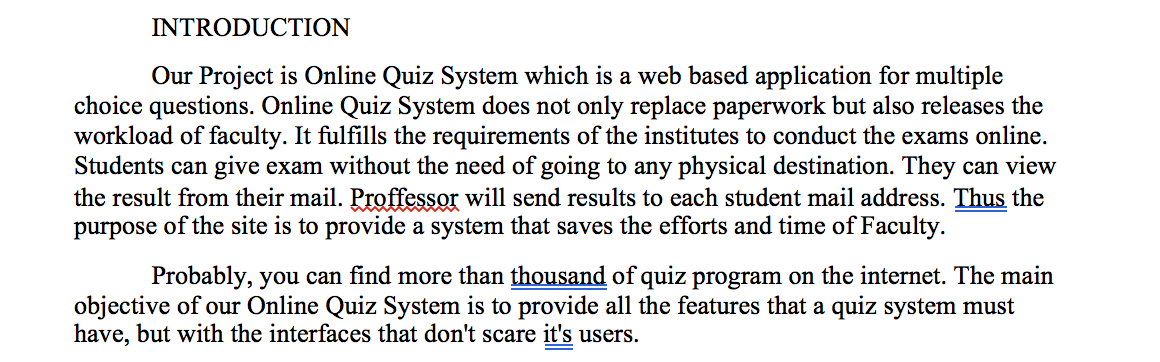 INTRODUCTION
Our Project is Online Quiz System which is a web based application for multiple
choice questions. Online Quiz System does not only replace paperwork but also releases the
workload of faculty. It fulfills the requirements of the institutes to conduct the exams online.
Students can give exam without the need of going to any physical destination. They can view
the result from their mail. Proffessor will send results to each student mail address. Thus the
purpose of the site is to provide a system that saves the efforts and time of Faculty.
Probably, you can find more than thousand of quiz program on the internet. The main
objective of our Online Quiz System is to provide all the features that a quiz system must
have, but with the interfaces that don't scare it's users.